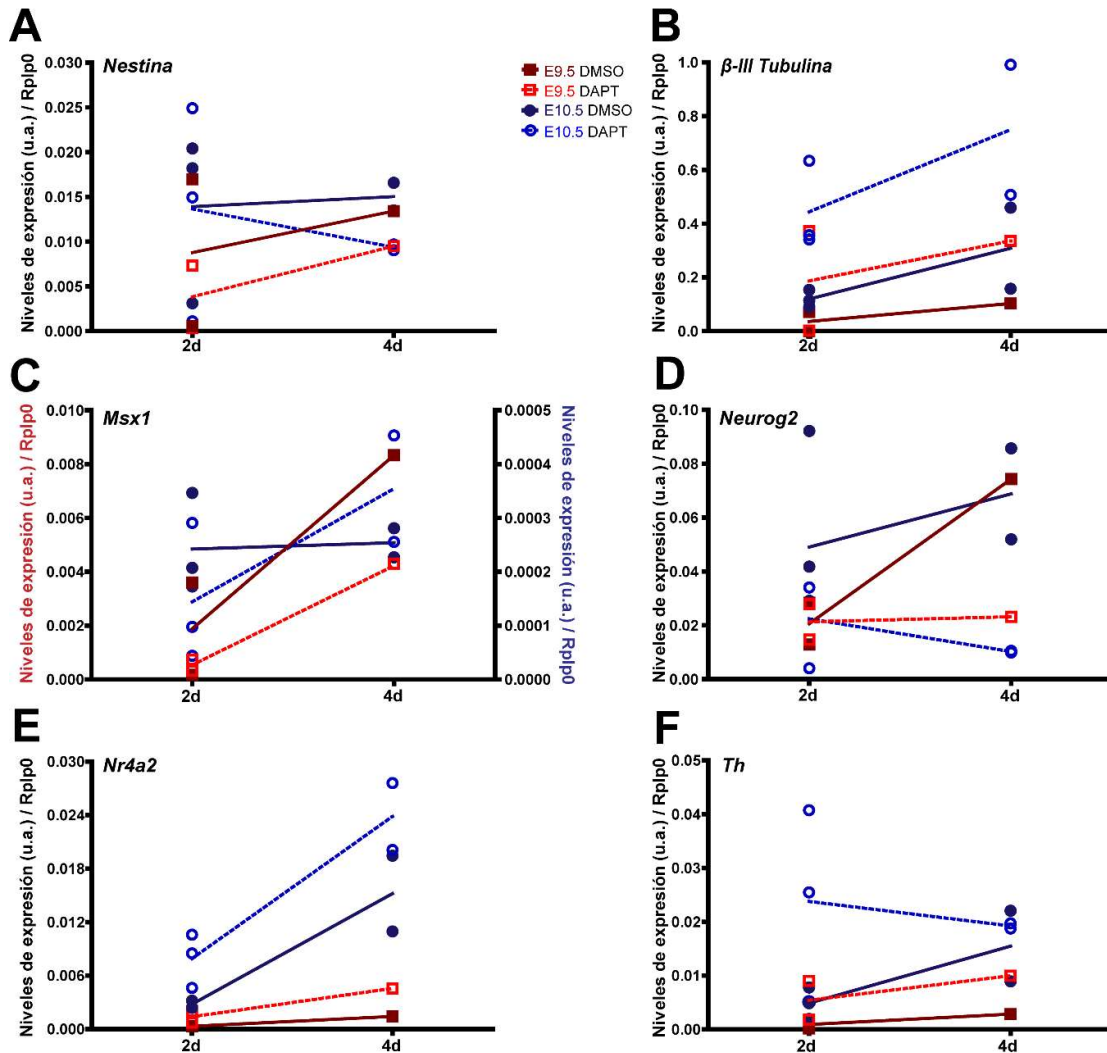 A
B
Nestina
β-III Tubulina
E9.5 DMSO
E9.5 DAPT
E10.5 DMSO
E10.5 DAPT
Niveles de expresión (u.a.) / Rplp0
0.030
0.025
0.020
0.015
0.010
0.005
0.000
2d
4d
Niveles de expresión (u.a.) / Rplp0
1.0
0.8
0.6
0.4
0.2
0.0
2d
4d
C
D
Msx1
Niveles de expresión (u.a.) / Rplp0
0.010
0.008
0.006
0.004
0.002
0.000
2d
4d
0.0005
0.0004
0.0003
0.0002
0.0001
0.0000
Niveles de expresión (u.a.) / Rplp0
Neurog2
Niveles de expresión (u.a.) / Rplp0
0.10
0.08
0.06
0.04
0.02
0.00
2d
4d
E
F
Nr4a2
Niveles de expresión (u.a.) / Rplp0
0.030
0.024
0.018
0.012
0.006
0.000
2d
4d
Th
Niveles de expresión (u.a.) / Rplp0
0.05
0.04
0.03
0.02
0.01
0.00
2d
4d